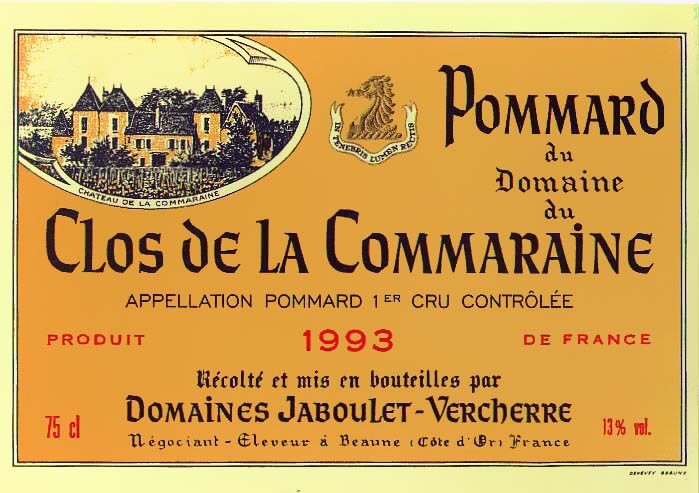 CHATEAU DE LA COMMARAINE
IN TENEBRIS LUMEN RECTIS
POMMARD
du
Domaine
du
CLOS DE LA COMMARAINE
APPELLATION POMMARD 1ER CRU CONTRÔLÉE
PRODUIT 1993 DE FRANCE
Récolté et mis en bouteilles par
DOMAINES JABOULET-VERCHERRE
75 cl 13% vol.
Négociant - Eleveur à Beaune (Côte d'Or) France
DEVEVEY BEAUNE